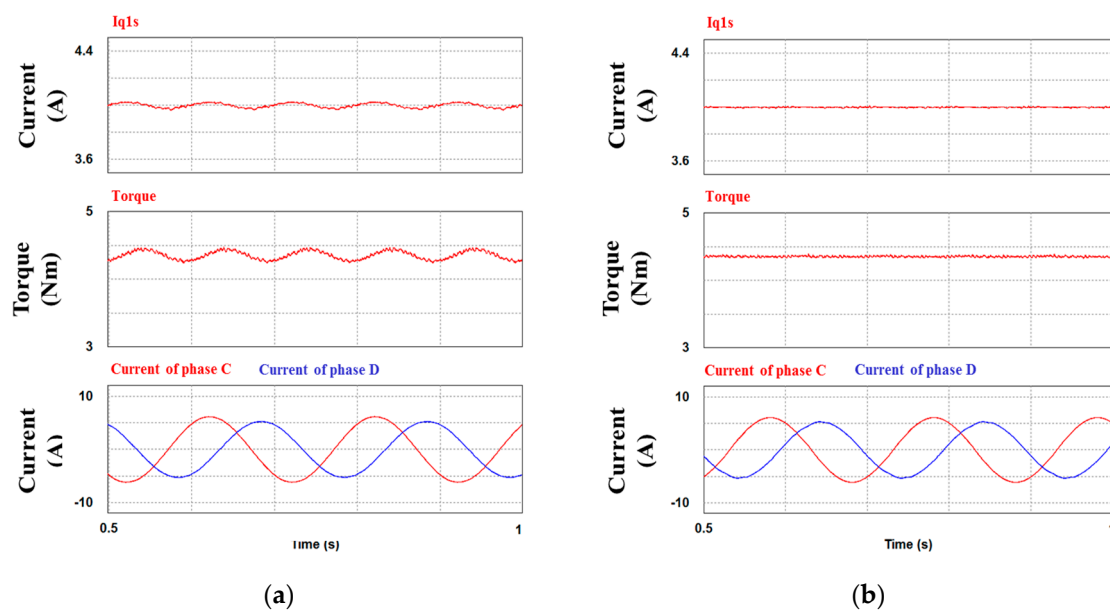 Iq1s
4.4
Current
(A)
3.6
Torque
5
Torque
(Nm)
3
Current of phase C Current of phase D
10
Current
(A)
-10
0.5 1
Time (s)
(a)
Iq1s
4.4
Current
(A)
3.6
Torque
5
Torque
(Nm)
3
Current of phase C Current of phase D
10
Current
(A)
-10
0.5 1
Time (s)
(b)